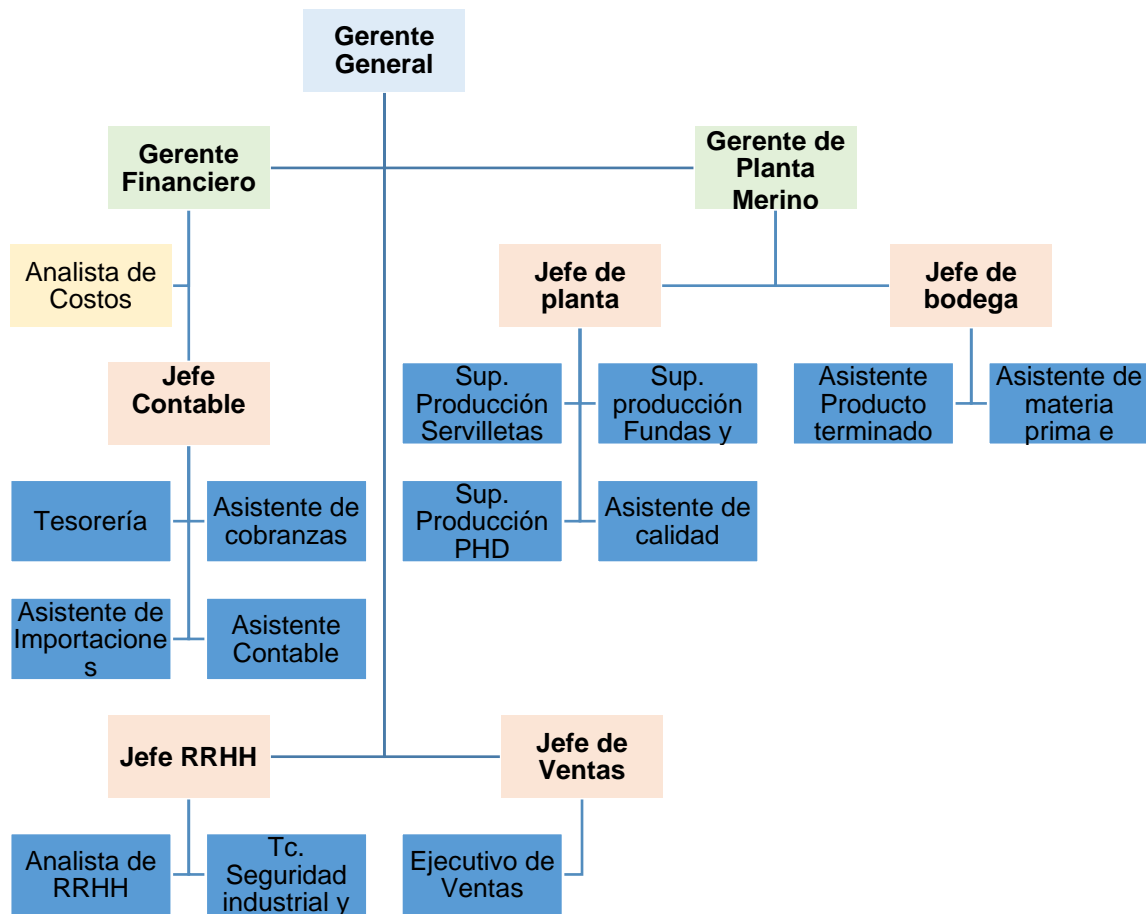 Gerente
General
Gerente
Financiero
Gerente de
Planta
Merino
Analista de
Costos
Jefe de
planta
Jefe de
bodega
Jefe
Contable
Sup.
Producción
Servilletas
Sup.
producción
Fundas y
Asistente
Producto
terminado
Asistente de
materia
prima e
Tesorería
Asistente de
cobranzas
Sup.
Producción
PHD
Asistente de
calidad
Asistente de
Importacione
s
Asistente
Contable
Jefe RRHH
Jefe de
Ventas
Analista de
RRHH
Tc.
Seguridad
industrial y
Ejecutivo de
Ventas